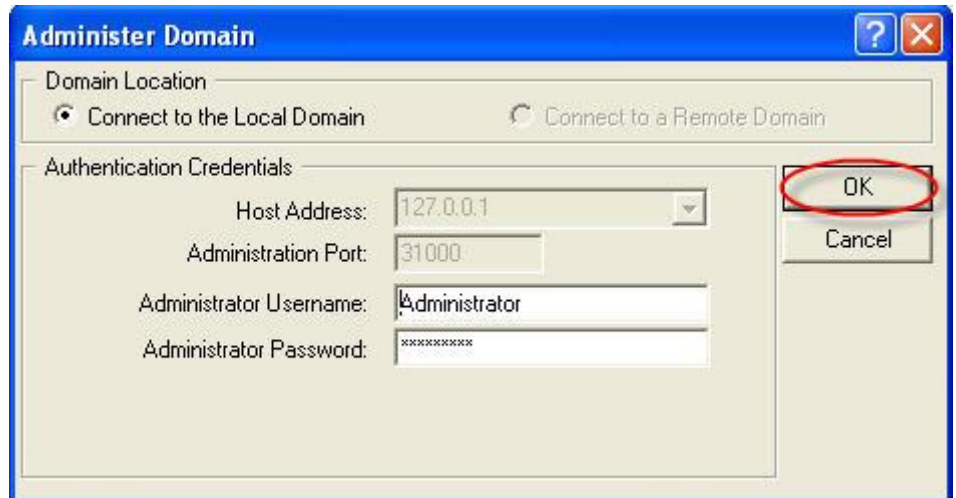 Administer Domain
Domain Location
Connect to the Local Domain
Connect to a Remote Domain
Authentication Credentials
Host Address: 127.0.0.1
Administration Port: 31000
Administrator Username: Administrator
Administrator Password: *********
OK
Cancel